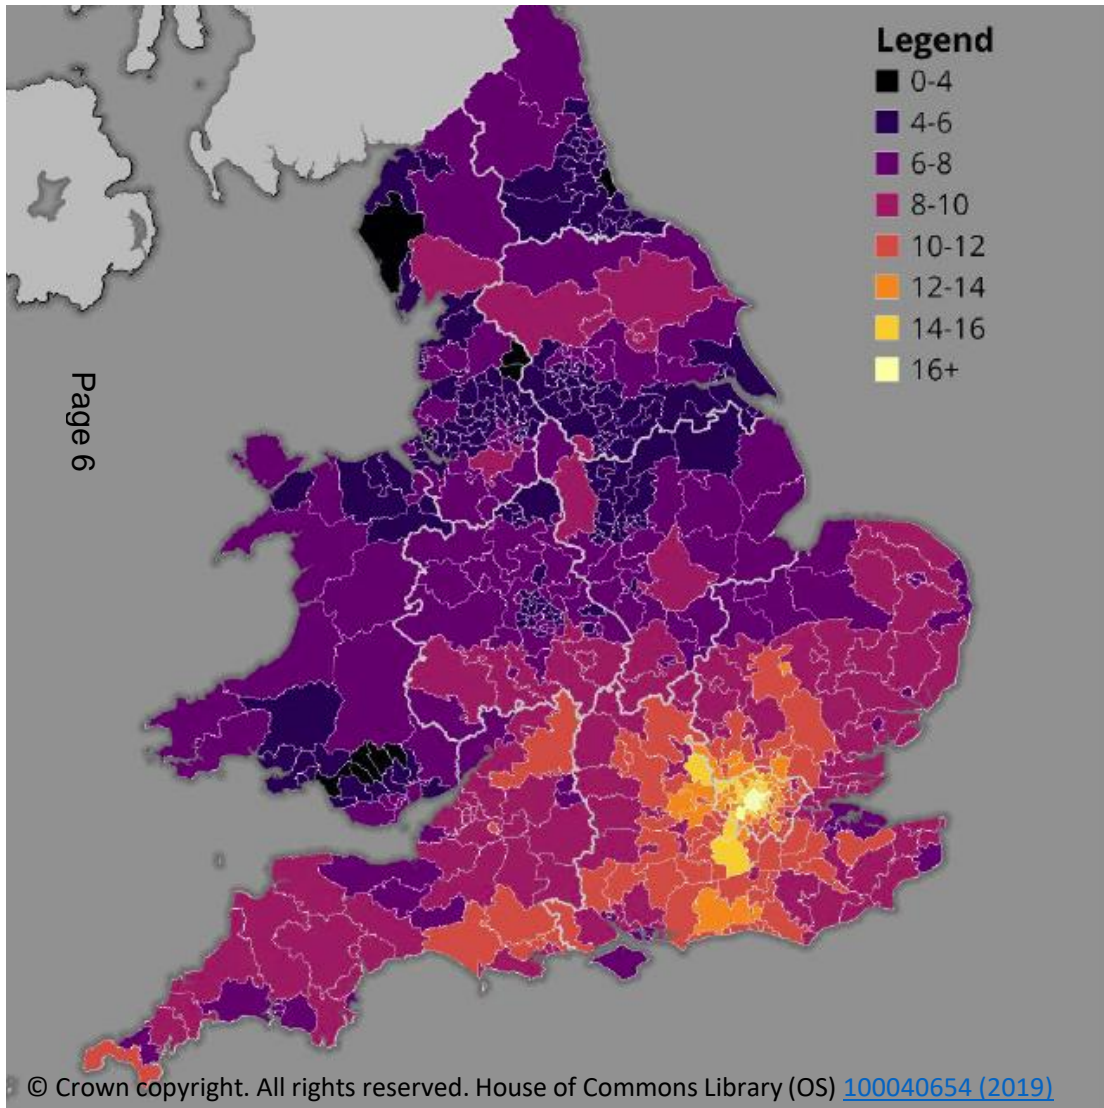 Legend
0-4
4-6
6-8
8-10
10-12
12-14
14-16
16+
Page 6
© Crown copyright. All rights reserved. House of Commons Library (OS) 100040654 (2019)